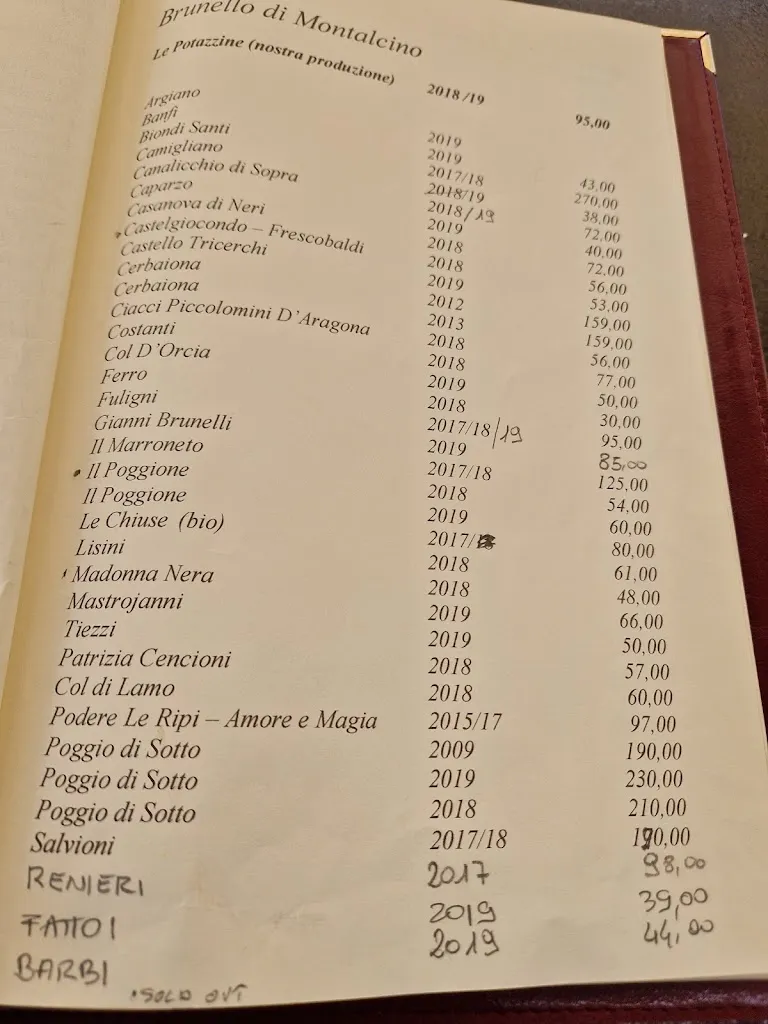 Brunello di Montalcino
Le Potazzine (nostra produzione) 2018/19 95,00
Argiano 2019
Banfi 2019 43,00
Biondi Santi 2017/18 270,00
Camigliano 2018/19 38,00
Canalicchio di Sopra 2018/19 72,00
Caparzo 2019 40,00
Casanova di Neri 2018 72,00
• Castelgiocondo – Frescobaldi 2018 56,00
Castello Tricerchi 2019 53,00
Cerbaiona 2012 159,00
Cerbaiona 2013 159,00
Ciacci Piccolomini D'Aragona 2018 56,00
Costanti 2018 77,00
Col D'Orcia 2019 50,00
Ferro 2018 30,00
Fuligni 2017/18/19 95,00
Gianni Brunelli 2019 85,00
Il Marroneto 2017/18 125,00
• Il Poggione 2018 54,00
Il Poggione 2019 60,00
Le Chiuse (bio) 2017/ 80,00
Lisini 2018 61,00
• Madonna Nera 2018 48,00
Mastrojanni 2019 66,00
Tiezzi 2019 50,00
Patrizia Cencioni 2018 57,00
Col di Lamo 2018 60,00
Podere Le Ripi – Amore e Magia 2015/17 97,00
Poggio di Sotto 2009 190,00
Poggio di Sotto 2019 230,00
Poggio di Sotto 2018 210,00
Salvioni 2017/18
RENIERI 2017 98,00
FATTOI 2019 39,00
BARBI 2019 44,00
• SOLD OUT